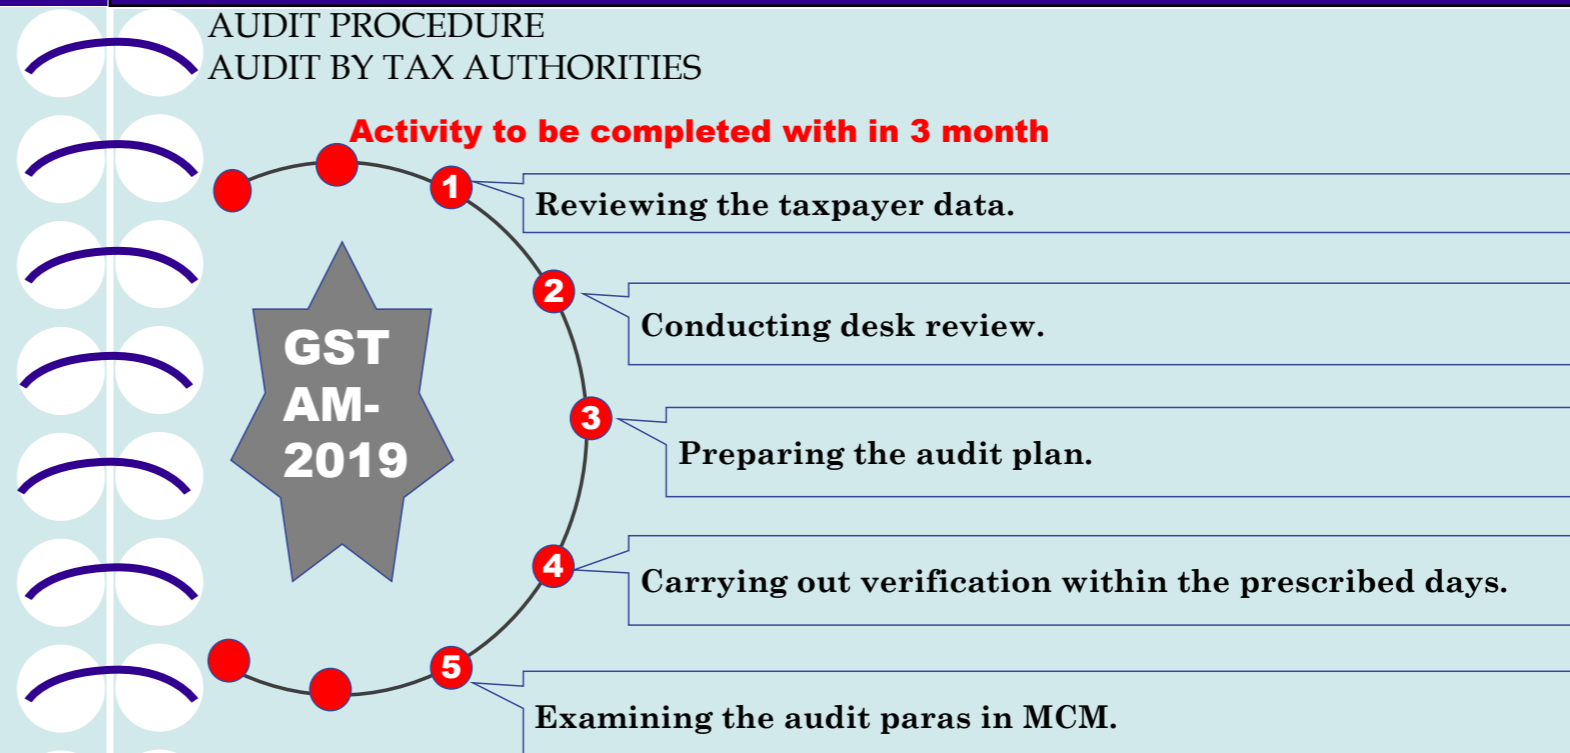 AUDIT PROCEDURE
AUDIT BY TAX AUTHORITIES
Activity to be completed with in 3 month
1
Reviewing the taxpayer data.
2
Conducting desk review.
GST
AM-
2019
3
Preparing the audit plan.
4
Carrying out verification within the prescribed days.
5
Examining the audit paras in MCM.